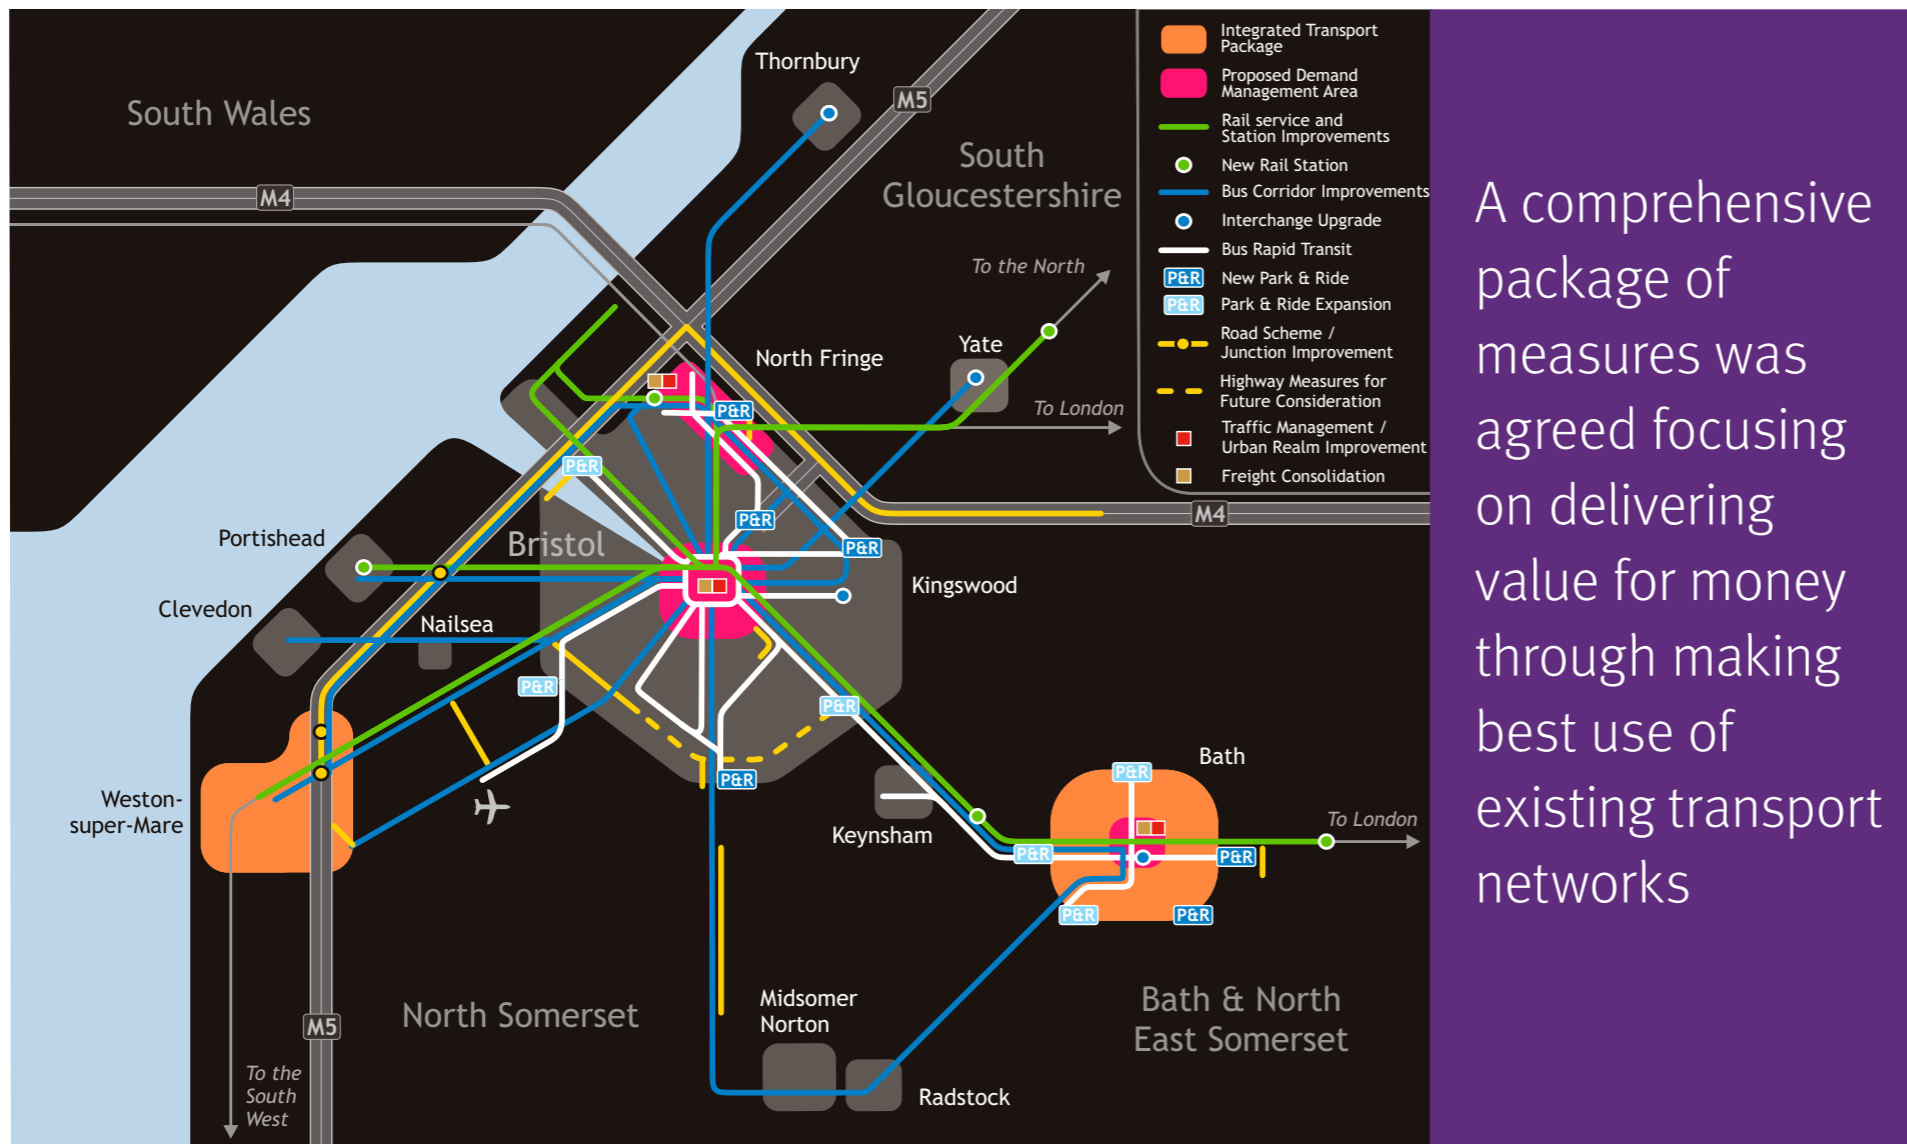 Thornbury
South Wales
M5
South
Gloucestershire
M4
To the North
North Fringe
Yate
To London
P&R
P&R
P&R
P&R
M4
Portishead
Bristol
Kingswood
Clevedon
Nailsea
P&R
P&R
P&R
Bath
P&R
Weston-
super-Mare
Keynsham
To London
P&R
P&R
P&R
P&R
North Somerset
M5
Midsomer
Norton
Bath & North
East Somerset
To the
South
West
Radstock
Integrated Transport
Package
Proposed Demand
Management Area
Rail service and
Station Improvements
New Rail Station
Bus Corridor Improvements
Interchange Upgrade
Bus Rapid Transit
P&R New Park & Ride
P&R Park & Ride Expansion
Road Scheme /
Junction Improvement
Highway Measures for
Future Consideration
Traffic Management /
Urban Realm Improvement
Freight Consolidation
A comprehensive
package of
measures was
agreed focusing
on delivering
value for money
through making
best use of
existing transport
networks